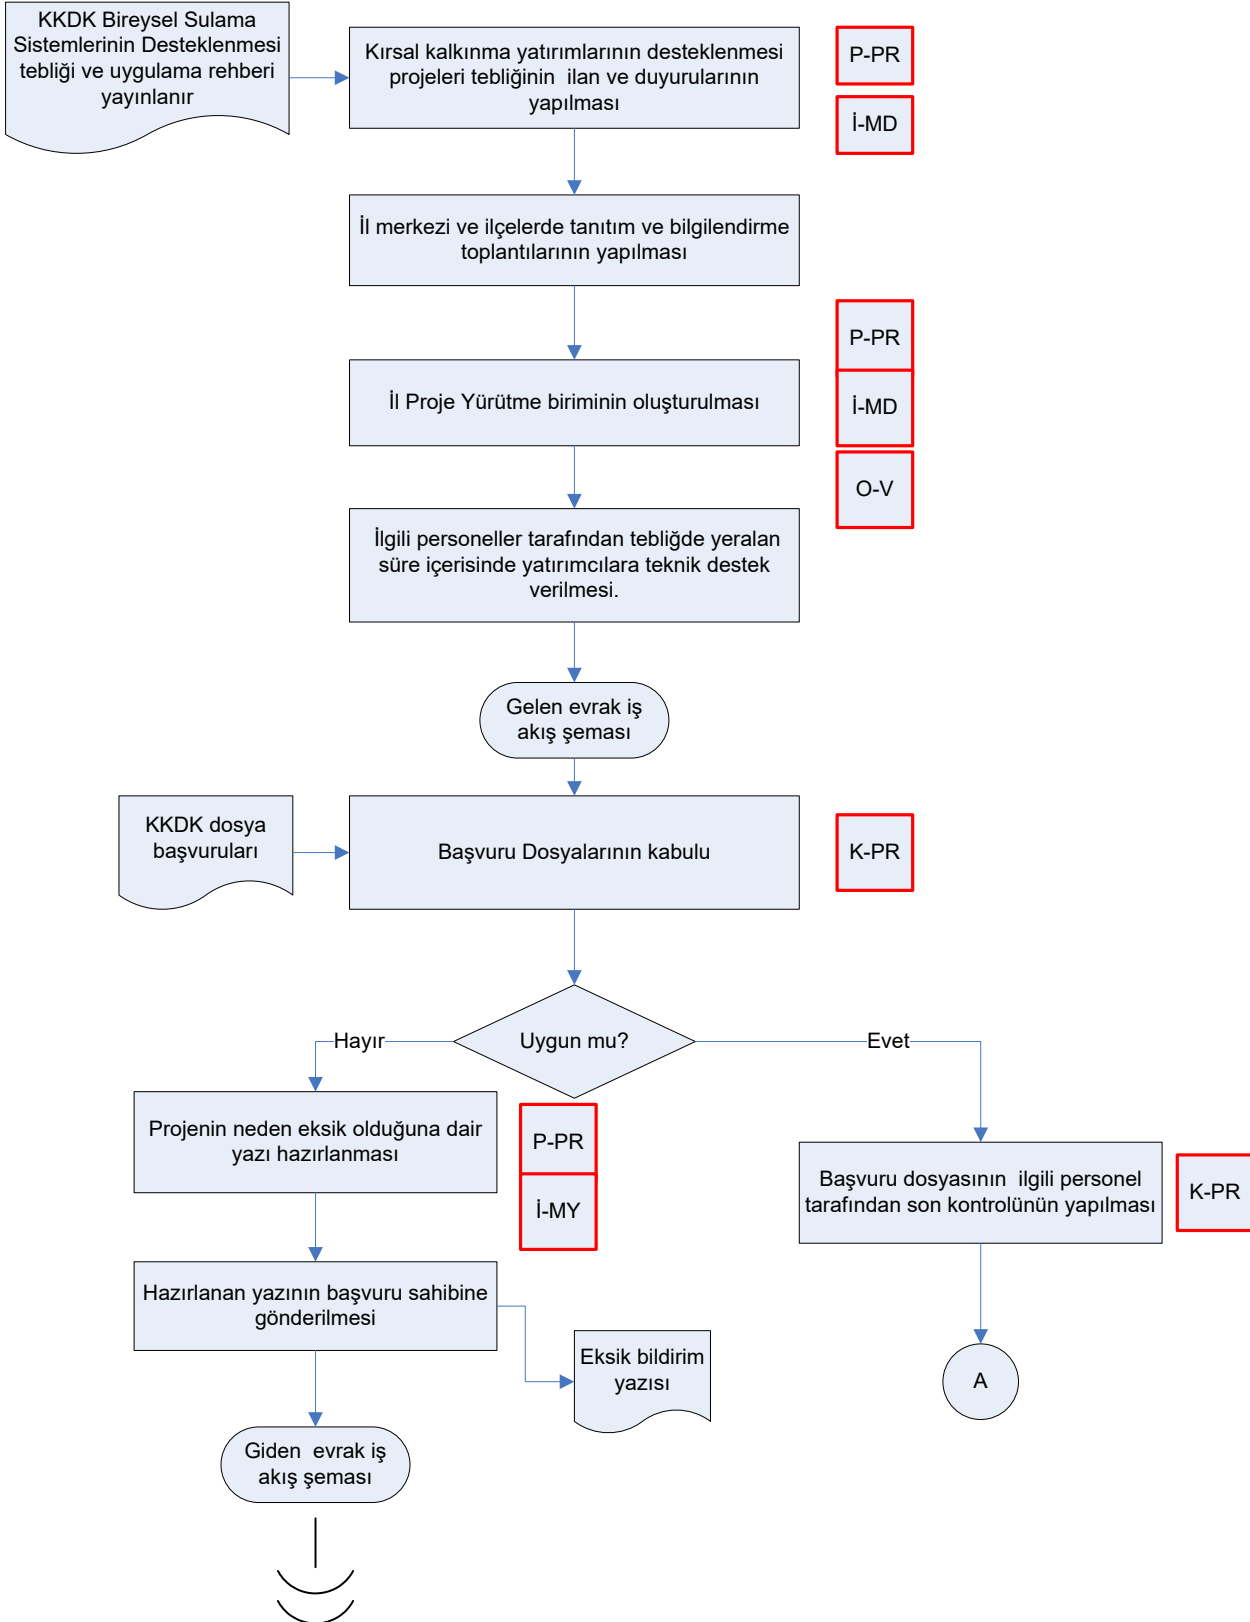 KKDK Bireysel Sulama
Sistemlerinin Desteklenmesi
tebliği ve uygulama rehberi
yayınlanır
Kırsal kalkınma yatırımlarının desteklenmesi
projeleri tebliğinin  ilan ve duyurularının
yapılması
P-PR
İ-MD
İl merkezi ve ilçelerde tanıtım ve bilgilendirme
toplantılarının yapılması
P-PR
İl Proje Yürütme biriminin oluşturulması
İ-MD
O-V
İlgili personeller tarafından tebliğde yeralan
süre içerisinde yatırımcılara teknik destek
verilmesi.
Gelen evrak iş
akış şeması
KKDK dosya
başvuruları
Başvuru Dosyalarının kabulu
K-PR
Uygun mu?
Hayır
Evet
Projenin neden eksik olduğuna dair
yazı hazırlanması
P-PR
İ-MY
Başvuru dosyasının  ilgili personel
tarafından son kontrolünün yapılması
K-PR
Hazırlanan yazının başvuru sahibine
gönderilmesi
Eksik bildirim
yazısı
A
Giden  evrak iş
akış şeması